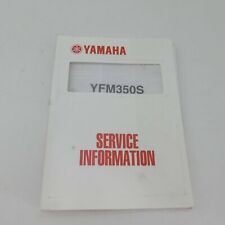 YAMAHA
YFM350S
SERVICE
INFORMATION